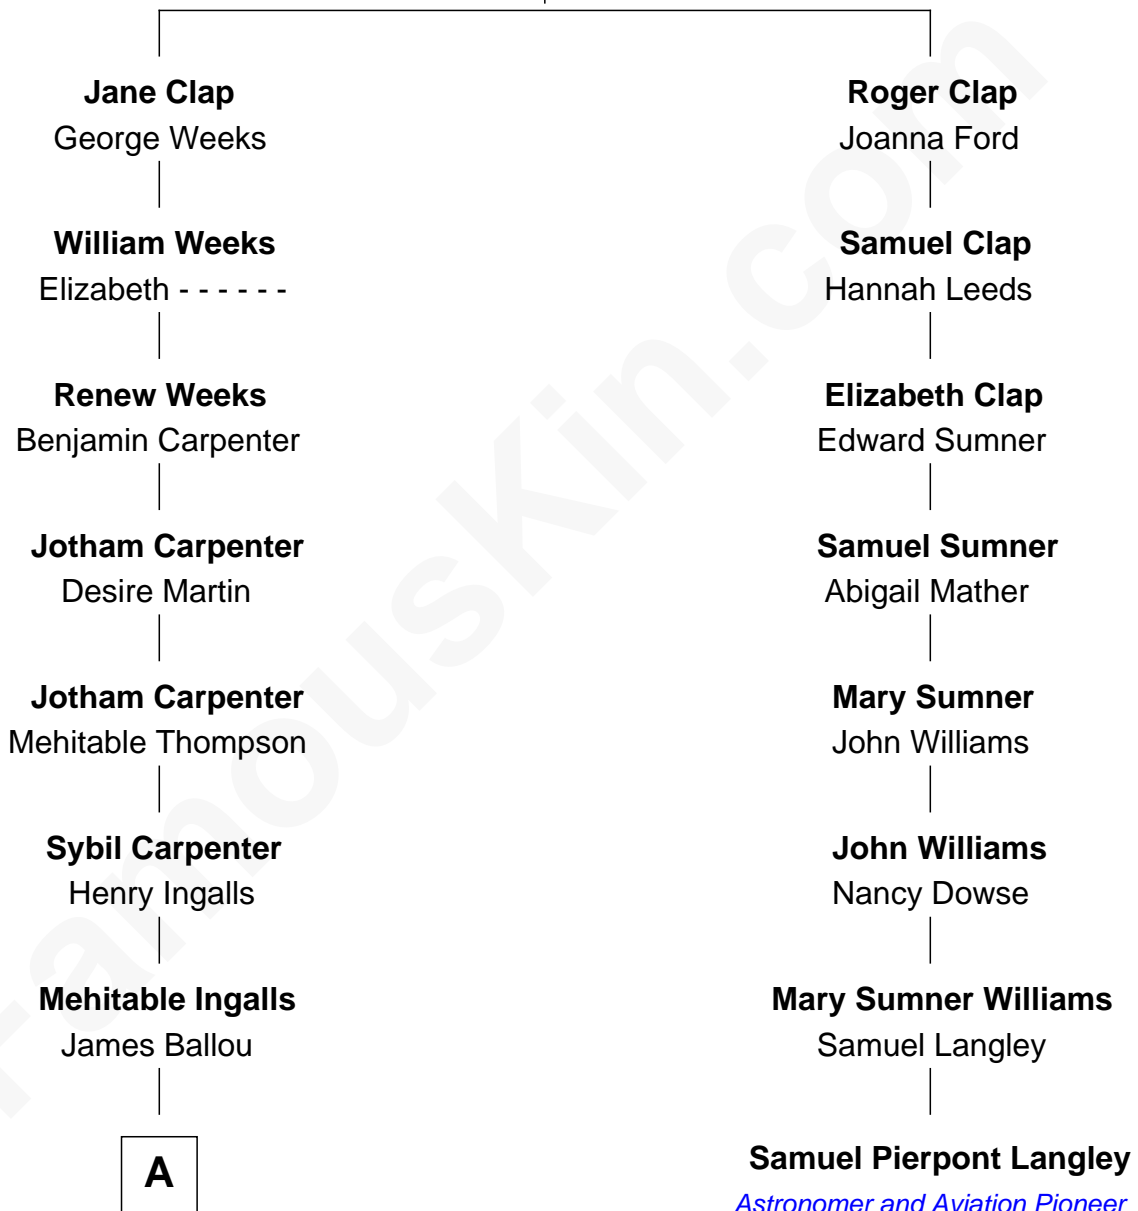 Jane Clap
George Weeks
William Weeks
Elizabeth - - - - - -
Renew Weeks
Benjamin Carpenter
Jotham Carpenter
Desire Martin
Jotham Carpenter
Mehitable Thompson
Sybil Carpenter
Henry Ingalls
Mehitable Ingalls
James Ballou
A
Roger Clap
Joanna Ford
Samuel Clap
Hannah Leeds
Elizabeth Clap
Edward Sumner
Samuel Sumner
Abigail Mather
Mary Sumner
John Williams
John Williams
Nancy Dowse
Mary Sumner Williams
Samuel Langley
Samuel Pierpont Langley
Astronomer and Aviation Pioneer
FamousKin.com